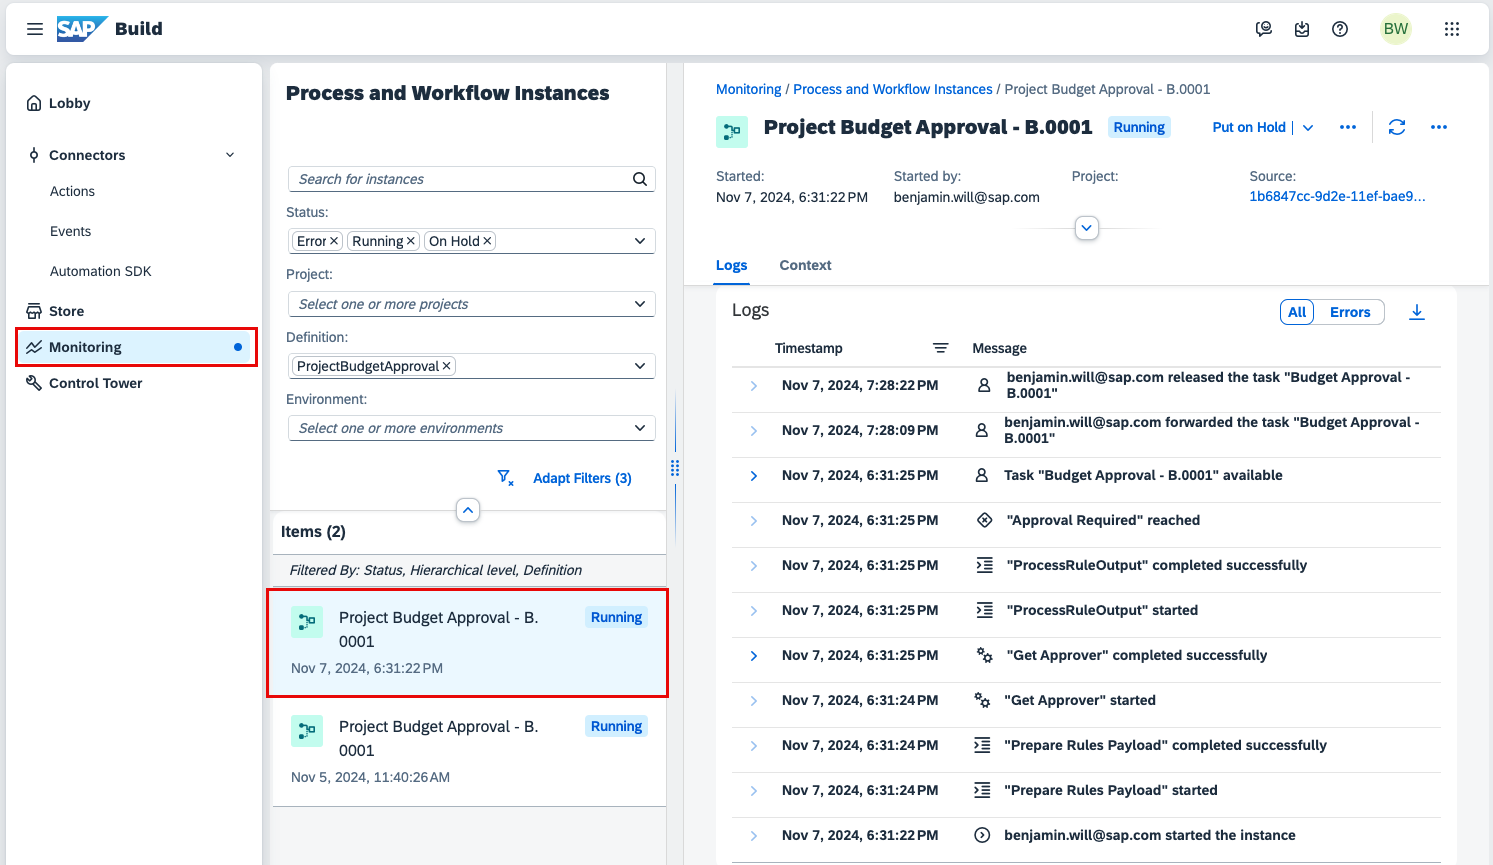 SAP Build
BW
Lobby
Connectors
Actions
Events
Automation SDK
Store
Monitoring
Control Tower
Process and Workflow Instances
Search for instances
Status:
Error Running On Hold
Project:
Select one or more projects
Definition:
ProjectBudgetApproval
Environment:
Select one or more environments
Adapt Filters (3)
Items (2)
Filtered By: Status, Hierarchical level, Definition
Project Budget Approval - B. Running
0001
Nov 7, 2024, 6:31:22 PM
Project Budget Approval - B. Running
0001
Nov 5, 2024, 11:40:26 AM
Monitoring / Process and Workflow Instances / Project Budget Approval - B.0001
Project Budget Approval - B.0001 Running Put on Hold
Started: Started by: Project: Source:
Nov 7, 2024, 6:31:22 PM benjamin.will@sap.com 1b6847cc-9d2e-11ef-bae9...
Logs Context
Logs All Errors
Timestamp Message
Nov 7, 2024, 7:28:22 PM benjamin.will@sap.com released the task "Budget Approval -
B.0001"
Nov 7, 2024, 7:28:09 PM benjamin.will@sap.com forwarded the task "Budget Approval -
B.0001"
Nov 7, 2024, 6:31:25 PM Task "Budget Approval - B.0001" available
Nov 7, 2024, 6:31:25 PM "Approval Required" reached
Nov 7, 2024, 6:31:25 PM "ProcessRuleOutput" completed successfully
Nov 7, 2024, 6:31:25 PM "ProcessRuleOutput" started
Nov 7, 2024, 6:31:25 PM "Get Approver" completed successfully
Nov 7, 2024, 6:31:24 PM "Get Approver" started
Nov 7, 2024, 6:31:24 PM "Prepare Rules Payload" completed successfully
Nov 7, 2024, 6:31:24 PM "Prepare Rules Payload" started
Nov 7, 2024, 6:31:22 PM benjamin.will@sap.com started the instance